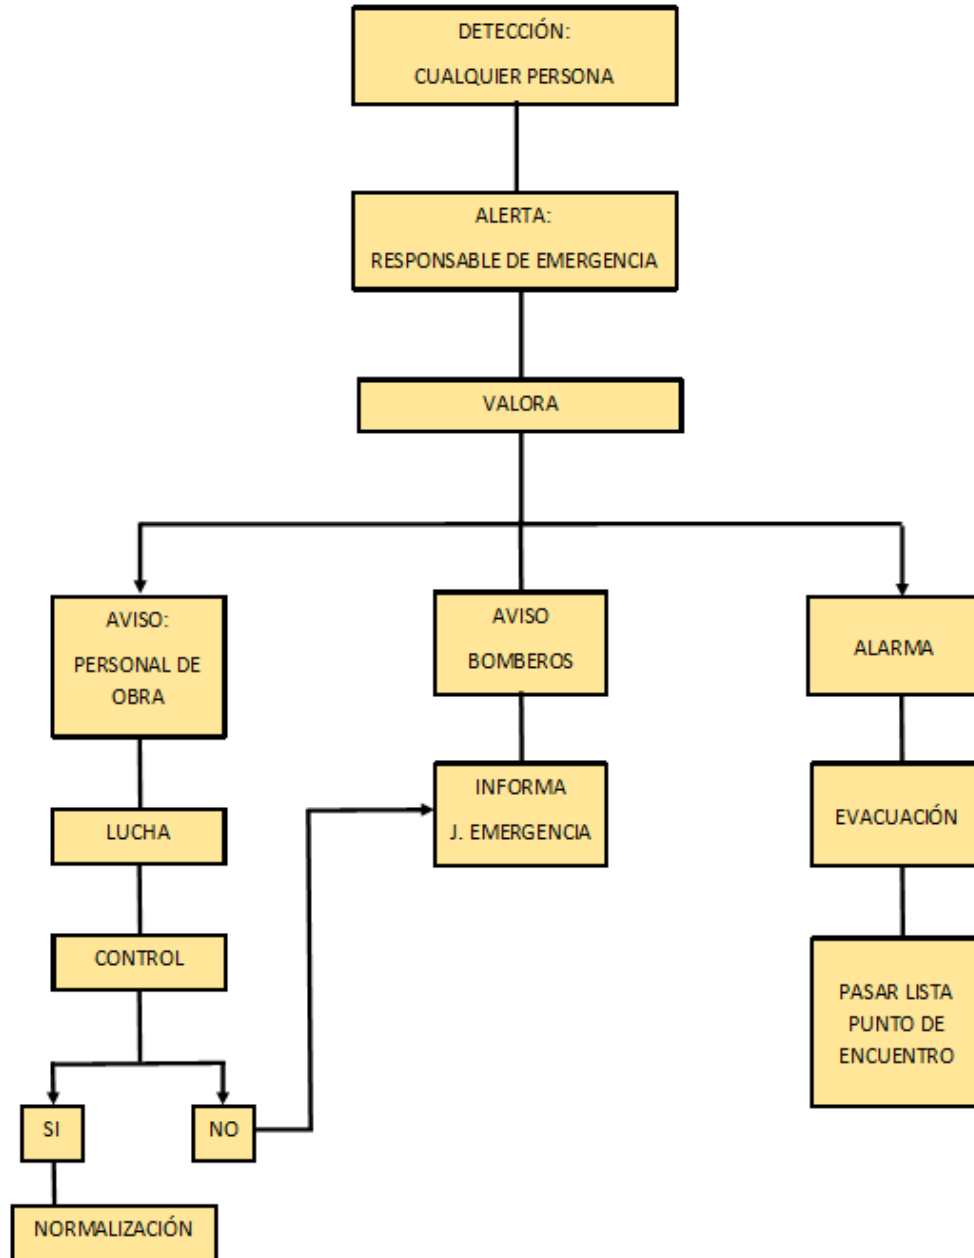 DETECCIÓN:
CUALQUIER PERSONA
ALERTA:
RESPONSABLE DE EMERGENCIA
VALORA
AVISO:
PERSONAL DE
OBRA
AVISO
BOMBEROS
ALARMA
LUCHA
INFORMA
J. EMERGENCIA
EVACUACIÓN
CONTROL
PASAR LISTA
PUNTO DE
ENCUENTRO
SI
NO
NORMALIZACIÓN